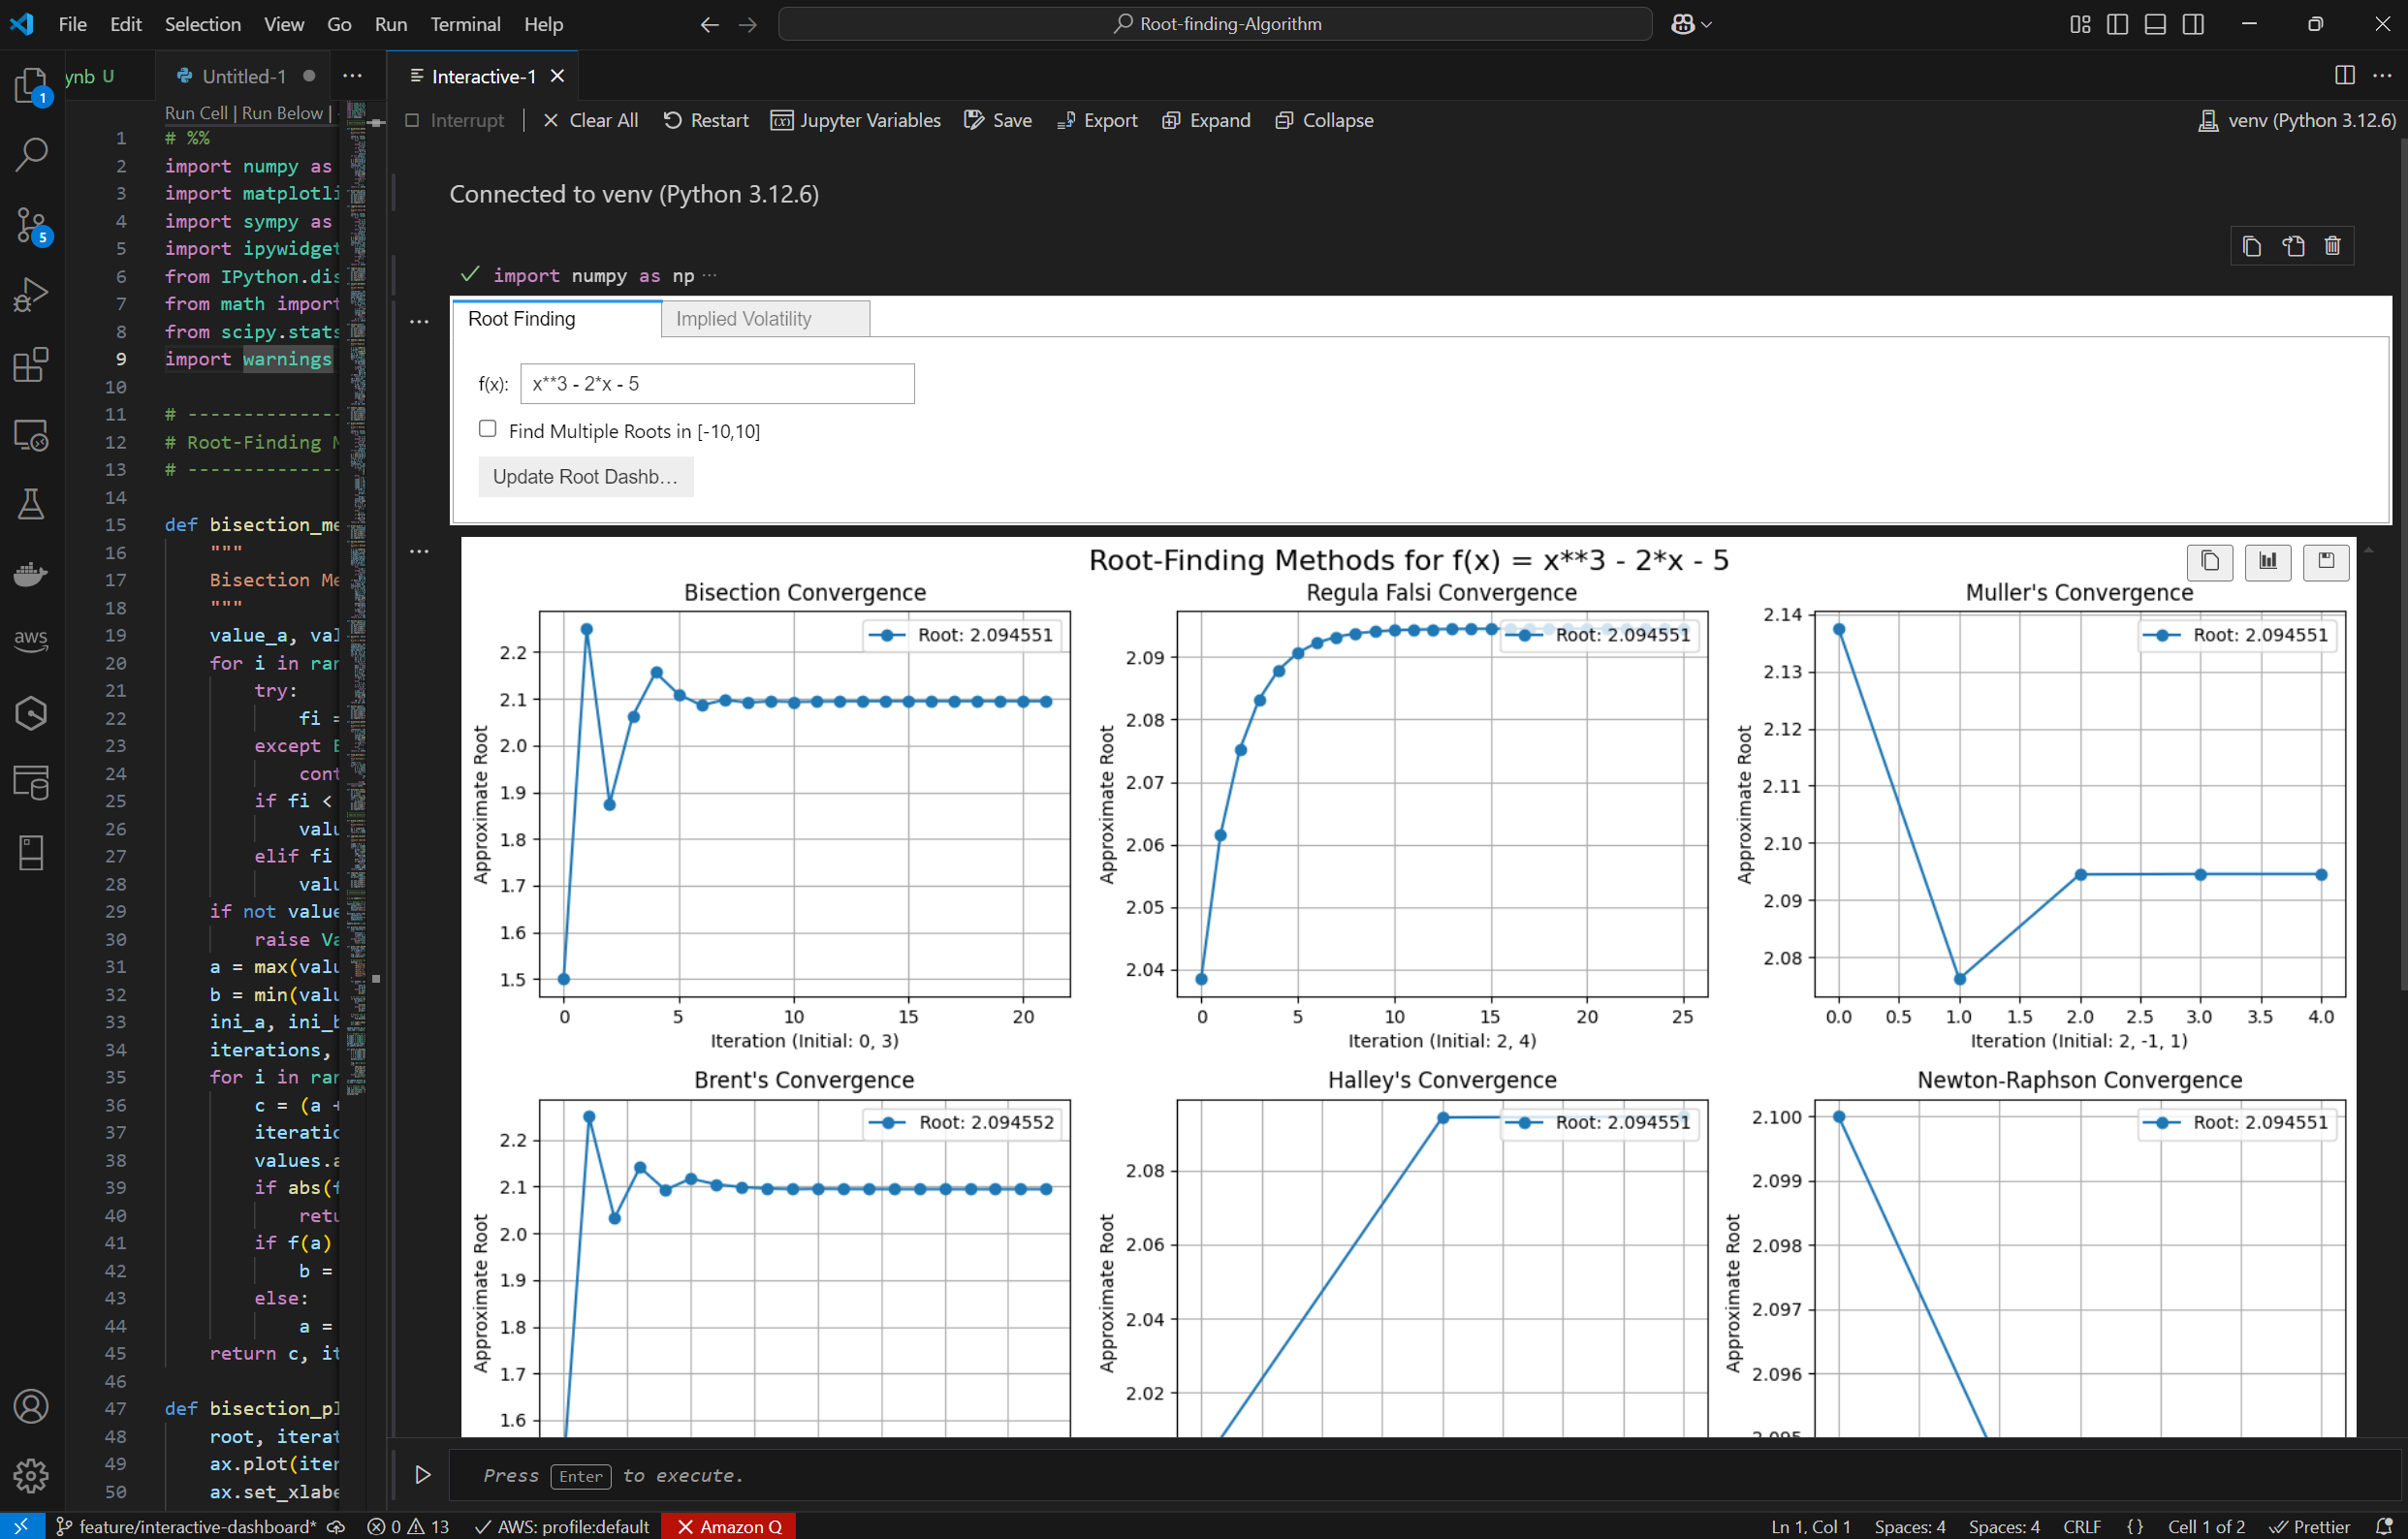 File Edit Selection View Go Run Terminal Help
Root-finding-Algorithm
ynb U
Untitled-1
Interactive-1
Interrupt | Clear All Restart Jupyter Variables Save Export Expand Collapse
venv (Python 3.12.6)
1
5
aws
Run Cell | Run Below |
1 # %%
2 import numpy as
3 import matplotli
4 import sympy as
5 import ipywidget
6 from IPython.dis
7 from math import
8 from scipy.stats
9 import warnings
10
11 # --------------
12 # Root-Finding M
13 # --------------
14
15 def bisection_me
16 """
17 Bisection Me
18 """
19 value_a, val
20 for i in ran
21 try:
22 fi =
23 except E
24 cont
25 if fi <
26 valu
27 elif fi
28 valu
29 if not value
30 raise Va
31 a = max(valu
32 b = min(valu
33 ini_a, ini_b
34 iterations,
35 for i in ran
36 c = (a +
37 iteratio
38 values.a
39 if abs(f
40 retu
41 if f(a)
42 b =
43 else:
44 a =
45 return c, it
46
47 def bisection_pl
48 root, iterat
49 ax.plot(iter
50 ax.set_xlabe
Connected to venv (Python 3.12.6)
import numpy as np ...
Root Finding
Implied Volatility
f(x): x**3 - 2*x - 5
Find Multiple Roots in [-10,10]
Update Root Dashb…
Root-Finding Methods for f(x) = x**3 - 2*x - 5
Bisection Convergence
Root: 2.094551
Approximate Root
2.2
2.1
2.0
1.9
1.8
1.7
1.6
1.5
0 5 10 15 20
Iteration (Initial: 0, 3)
Regula Falsi Convergence
Root: 2.094551
Approximate Root
2.09
2.08
2.07
2.06
2.05
2.04
0 5 10 15 20 25
Iteration (Initial: 2, 4)
Muller's Convergence
Root: 2.094551
Approximate Root
2.14
2.13
2.12
2.11
2.10
2.09
2.08
0.0 0.5 1.0 1.5 2.0 2.5 3.0 3.5 4.0
Iteration (Initial: 2, -1, 1)
Brent's Convergence
Root: 2.094552
Approximate Root
2.2
2.1
2.0
1.9
1.8
1.7
1.6
Halley's Convergence
Root: 2.094551
Approximate Root
2.08
2.06
2.04
2.02
Newton-Raphson Convergence
Root: 2.094551
Approximate Root
2.100
2.099
2.098
2.097
2.096
2.095
Press Enter to execute.
feature/interactive-dashboard* 0 13 AWS: profile:default Amazon Q
Ln 1, Col 1 Spaces: 4 Spaces: 4 CRLF {} Cell 1 of 2 Prettier